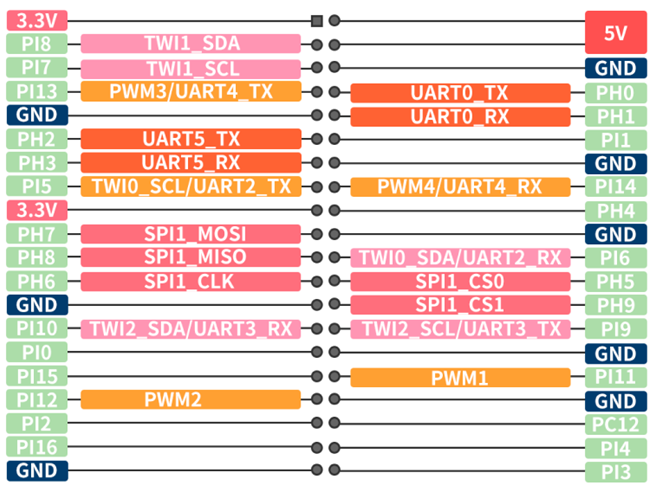 3.3V
5V
PI8 TWI1_SDA
PI7 TWI1_SCL GND
PI13 PWM3/UART4_TX UART0_TX PH0
GND UART0_RX PH1
PH2 UART5_TX PI1
PH3 UART5_RX GND
PI5 TWI0_SCL/UART2_TX PWM4/UART4_RX PI14
3.3V PH4
PH7 SPI1_MOSI GND
PH8 SPI1_MISO TWI0_SDA/UART2_RX PI6
PH6 SPI1_CLK SPI1_CS0 PH5
GND SPI1_CS1 PH9
PI10 TWI2_SDA/UART3_RX TWI2_SCL/UART3_TX PI9
PI0 GND
PI15 PWM1 PI11
PI12 PWM2 GND
PI2 PC12
PI16 PI4
GND PI3